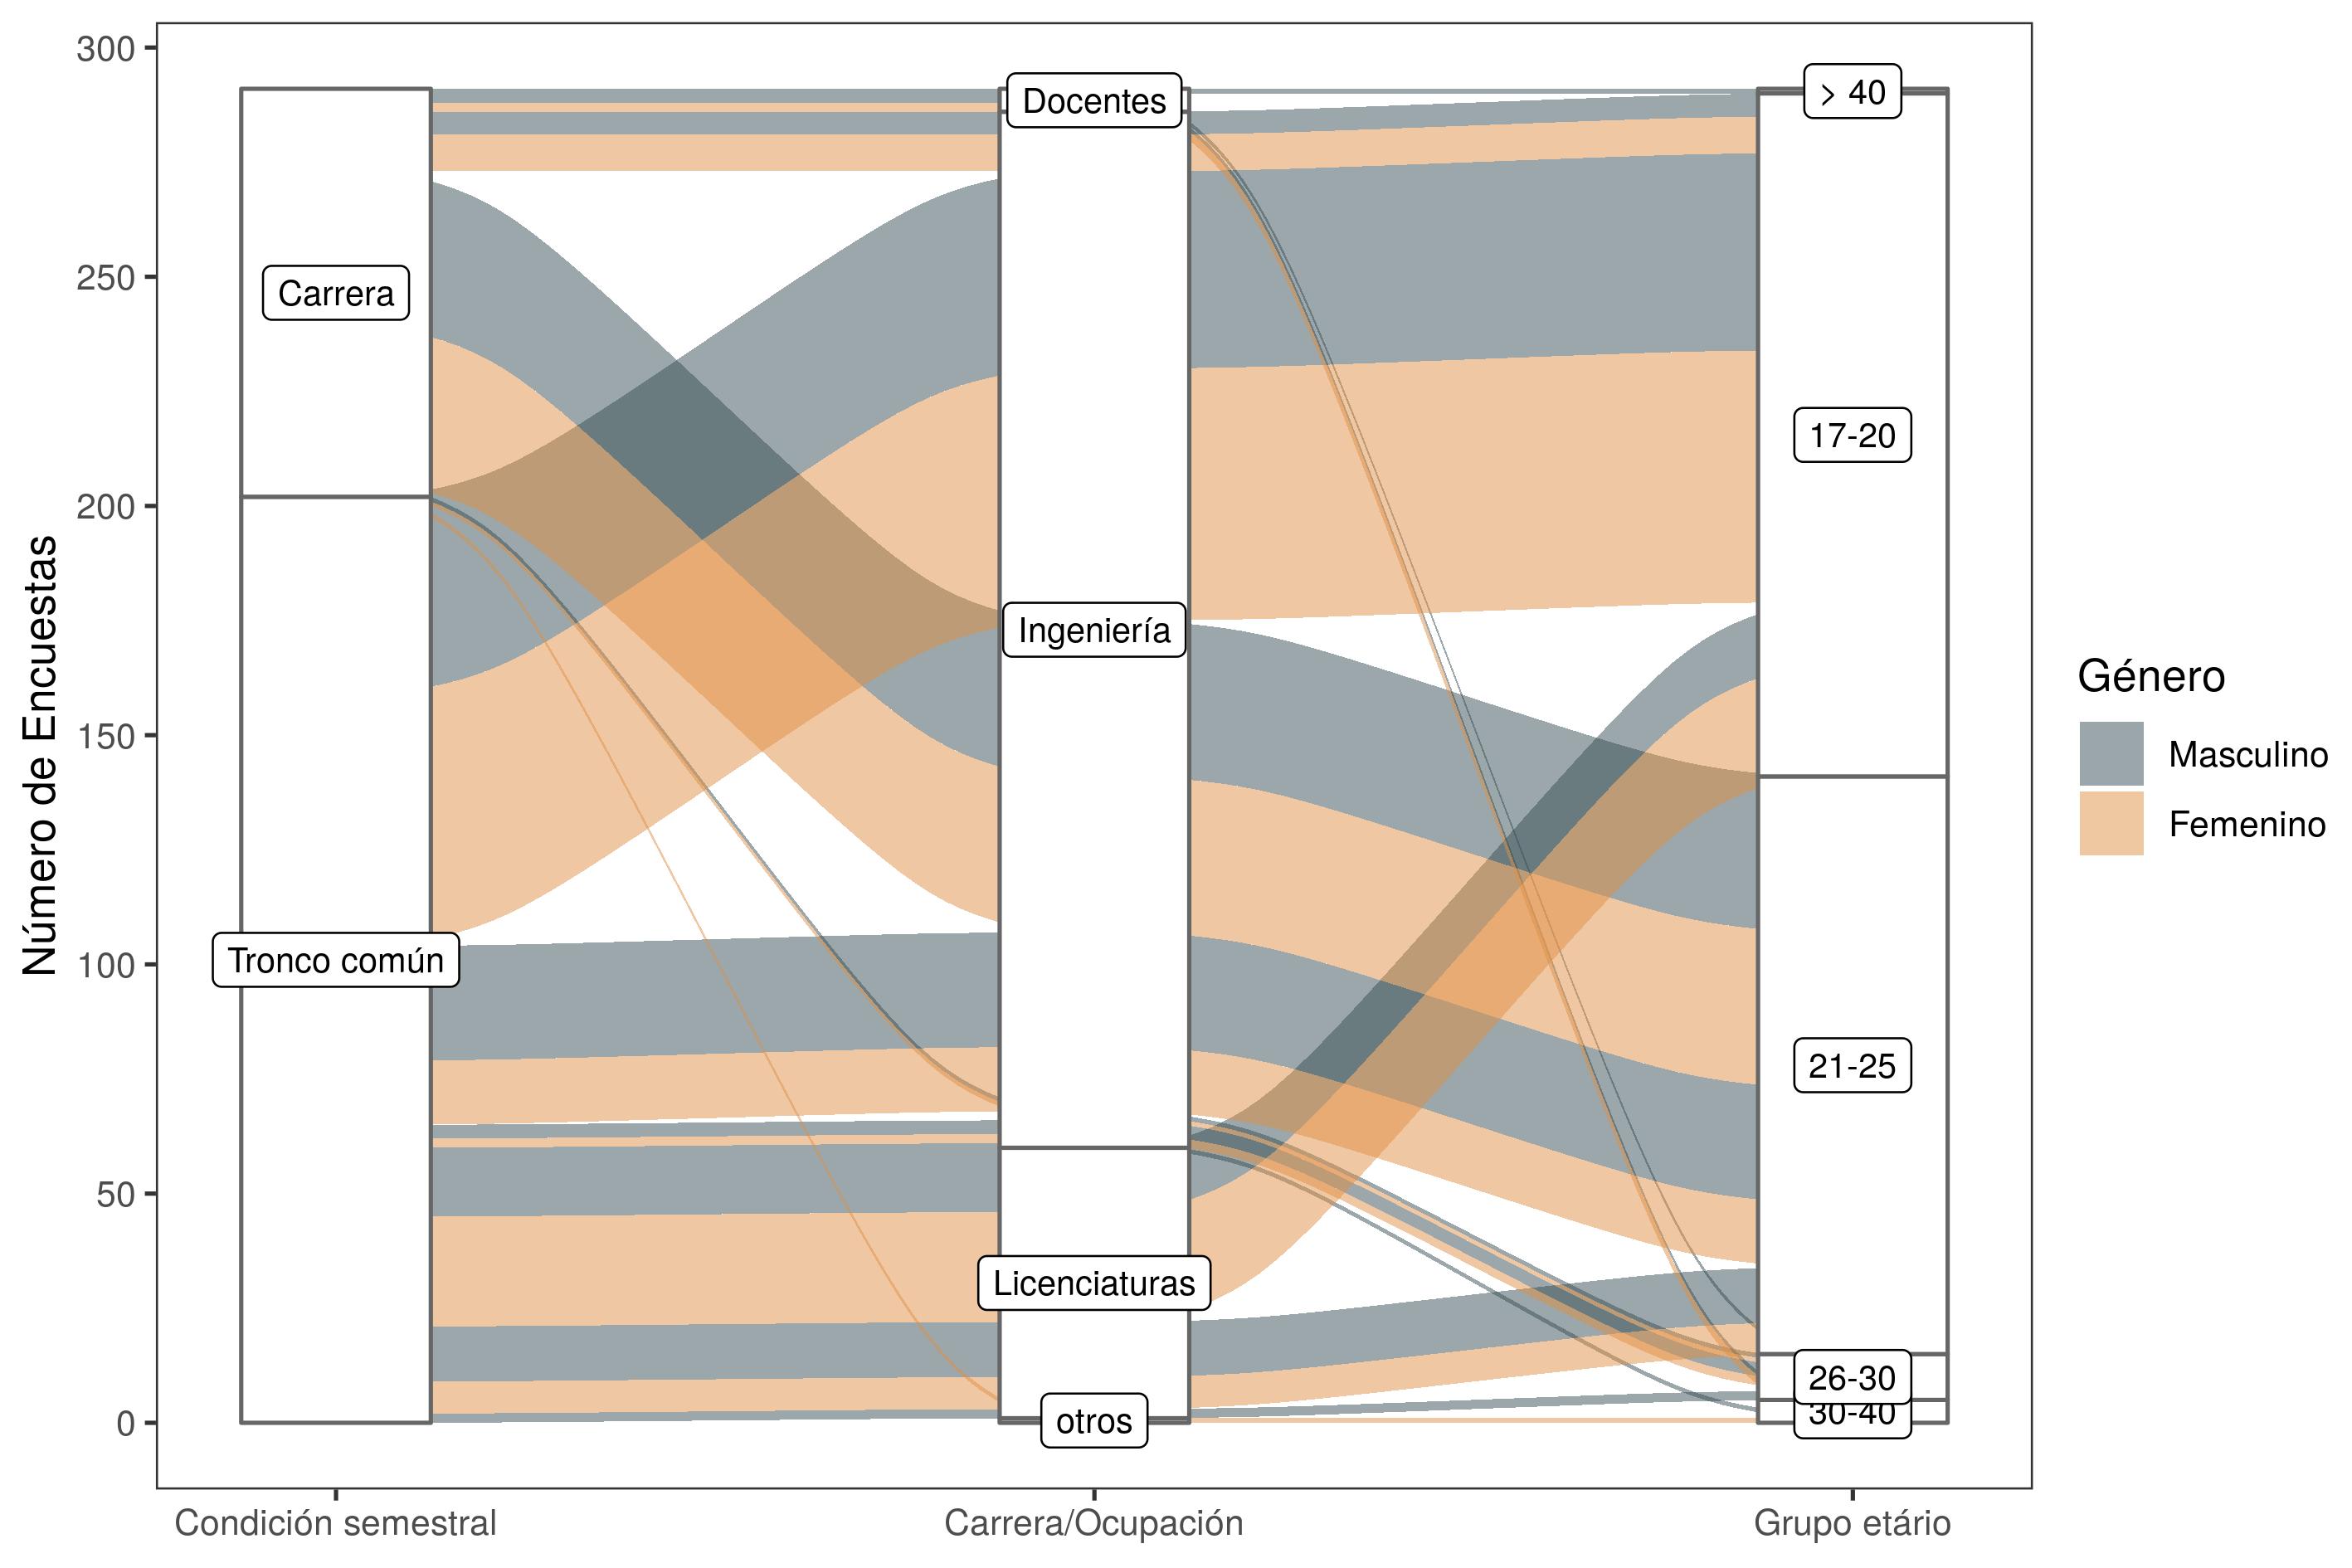 Número de Encuestas
300
250
200
150
100
50
0
Carrera
Tronco común
Docentes
Ingeniería
Licenciaturas
otros
> 40
17-20
21-25
26-30
30-40
Condición semestral
Carrera/Ocupación
Grupo etário
Género
Masculino
Femenino